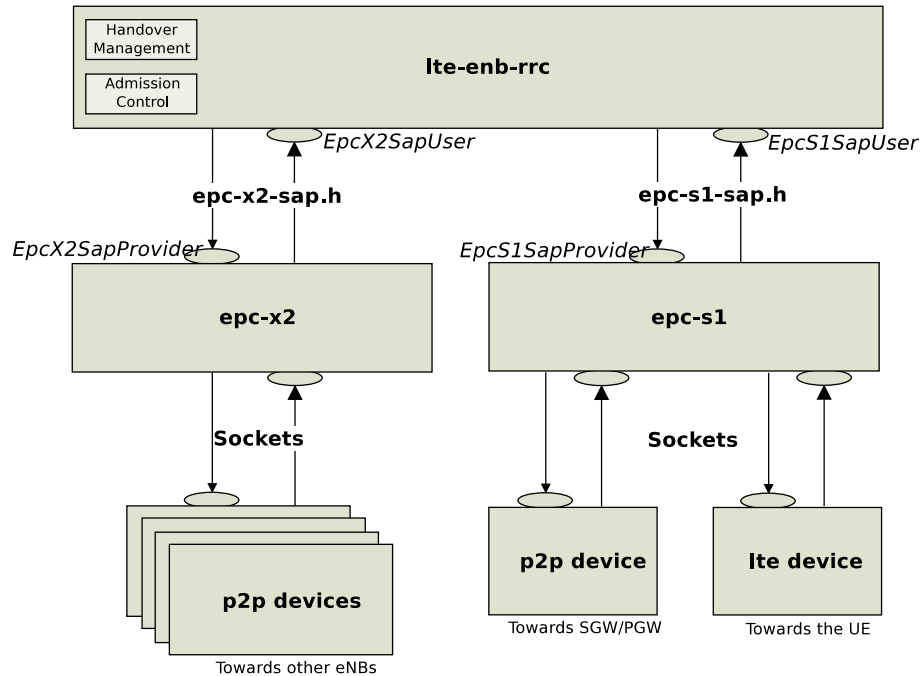 Handover
Management
Admission
Control
lte-enb-rrc
EpcX2SapUser
EpcS1SapUser
epc-x2-sap.h
epc-s1-sap.h
EpcX2SapProvider
EpcS1SapProvider
epc-x2
epc-s1
Sockets
Sockets
p2p devices
p2p device
lte device
Towards other eNBs
Towards SGW/PGW
Towards the UE